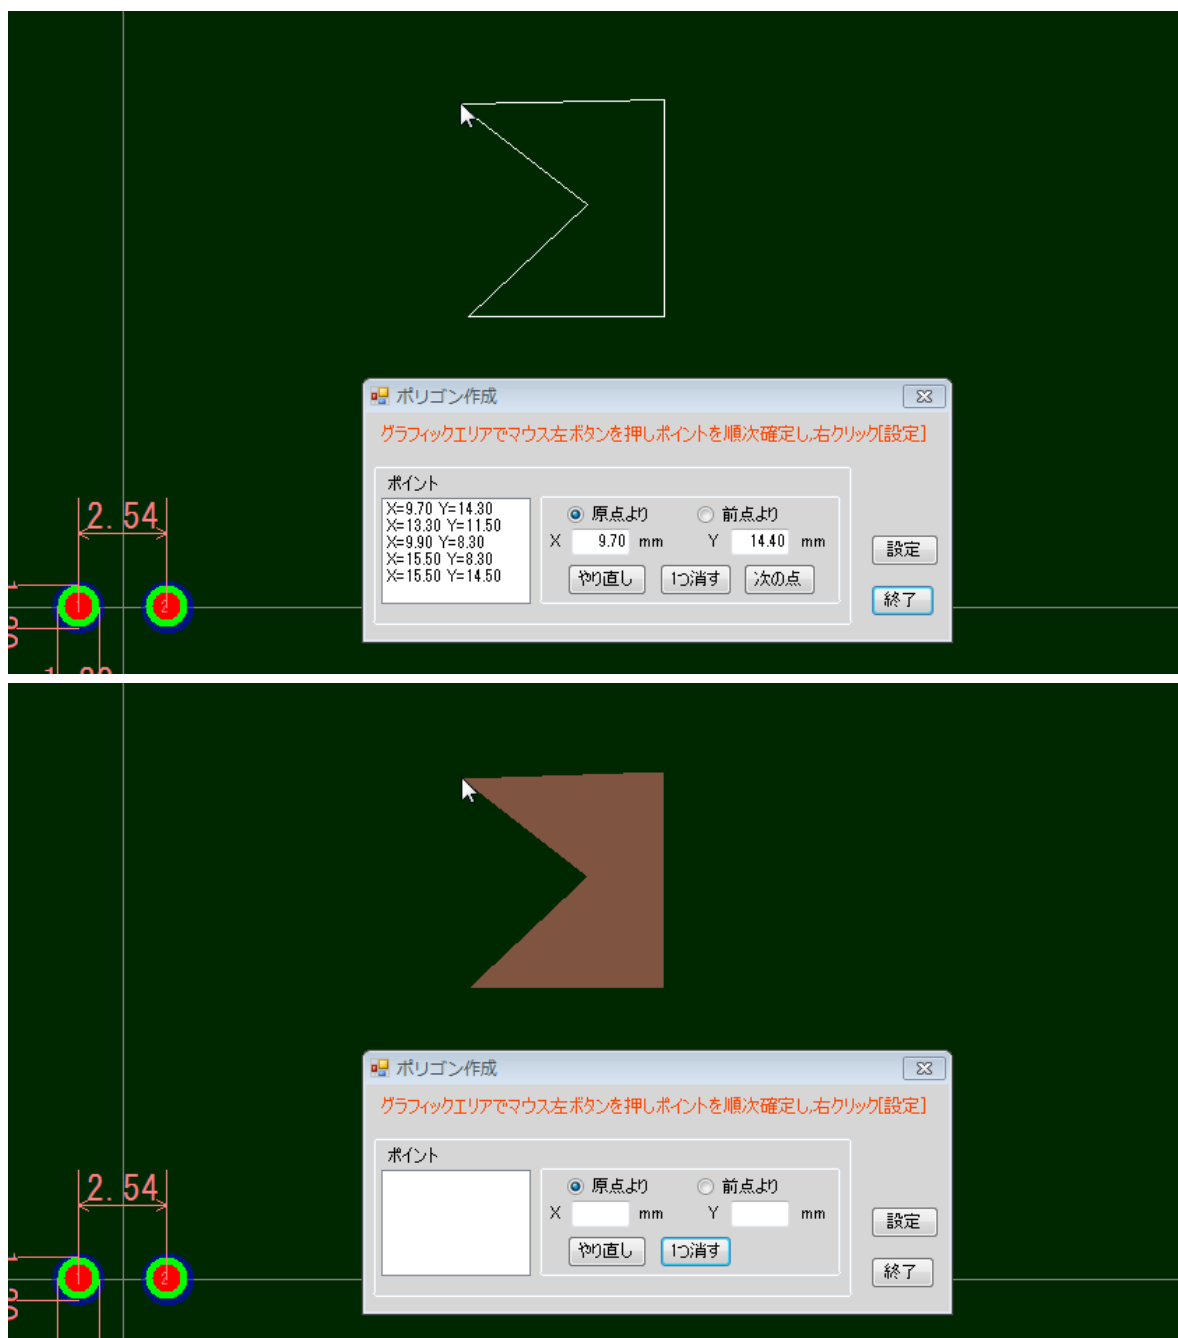 ポリゴン作成
グラフィックエリアでマウス左ボタンを押しポイントを順次確定し,右クリック[設定]
ポイント
X=9.70 Y=14.30
X=13.30 Y=11.50
X=9.90 Y=8.30
X=15.50 Y=8.30
X=15.50 Y=14.50
原点より 前点より
X 9.70 mm Y 14.40 mm
やり直し 1つ消す 次の点
設定
終了
2.54
1 2
ポリゴン作成
グラフィックエリアでマウス左ボタンを押しポイントを順次確定し,右クリック[設定]
ポイント
原点より 前点より
X mm Y mm
やり直し 1つ消す
設定
終了
2.54
1 2